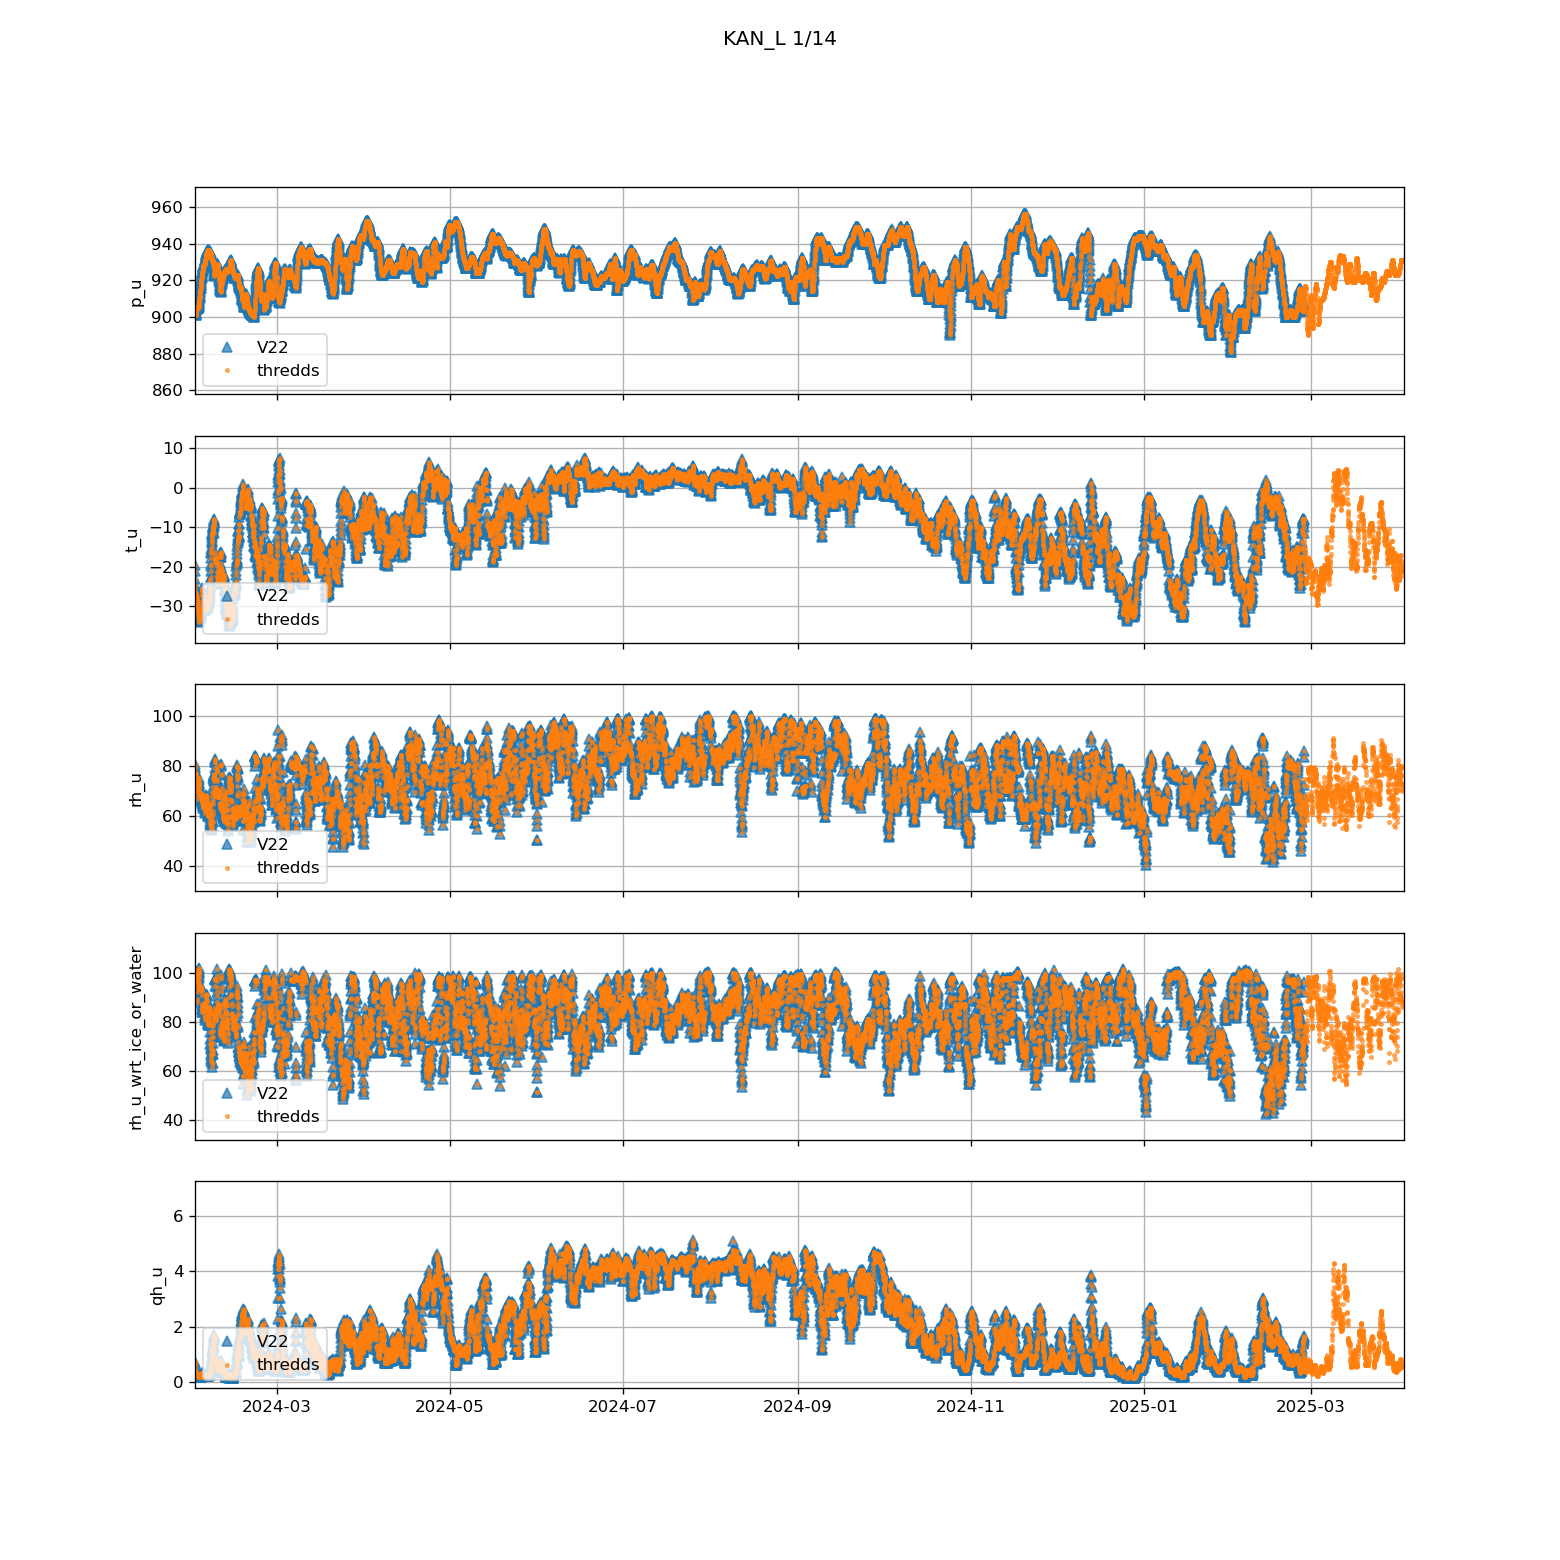 KAN_L 1/14
960
940
920
900
880
860
p_u
V22
thredds
10
0
−10
−20
−30
t_u
V22
thredds
100
80
60
40
rh_u
V22
thredds
100
80
60
40
rh_u_wrt_ice_or_water
V22
thredds
6
4
2
0
qh_u
V22
thredds
2024-03
2024-05
2024-07
2024-09
2024-11
2025-01
2025-03